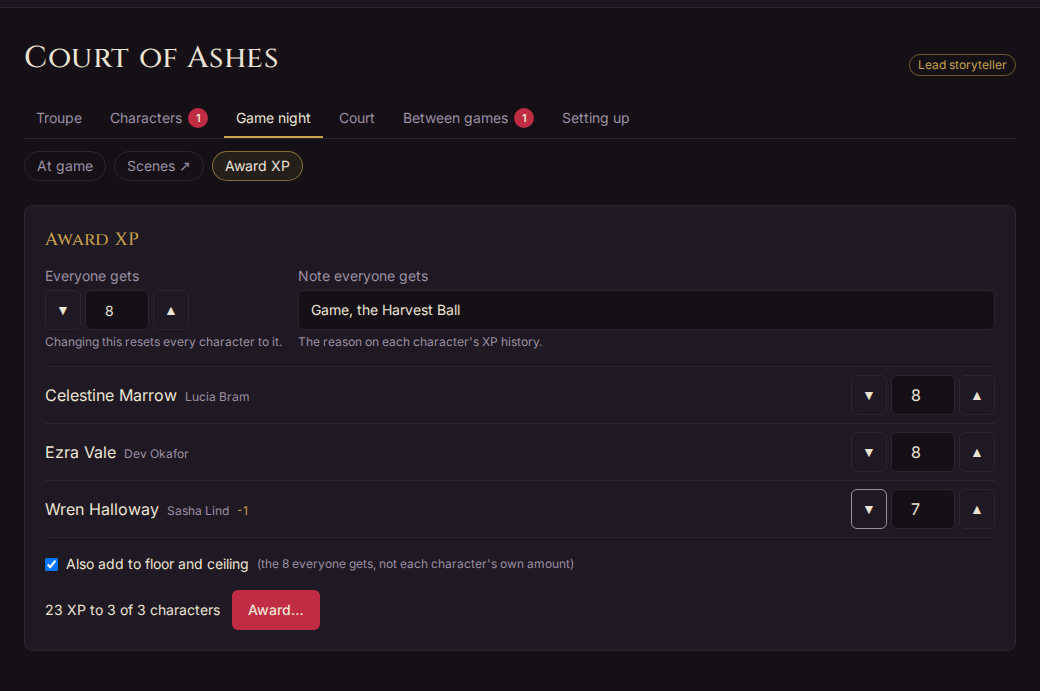 Court of Ashes
Lead storyteller
Troupe Characters 1 Game night Court Between games 1 Setting up
At game Scenes ↗ Award XP
Award XP
Everyone gets Note everyone gets
▼ 8 ▲ Game, the Harvest Ball
Changing this resets every character to it. The reason on each character's XP history.
Celestine Marrow Lucia Bram ▼ 8 ▲
Ezra Vale Dev Okafor ▼ 8 ▲
Wren Halloway Sasha Lind -1 ▼ 7 ▲
Also add to floor and ceiling (the 8 everyone gets, not each character's own amount)
23 XP to 3 of 3 characters Award...